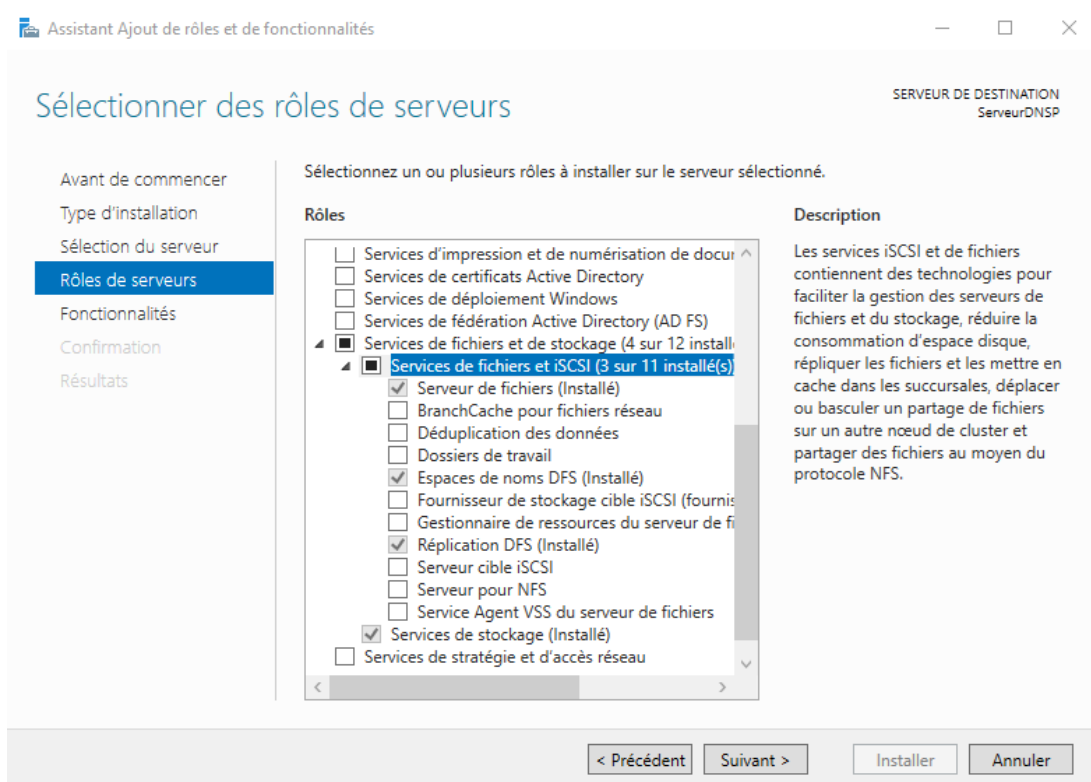 Assistant Ajout de rôles et de fonctionnalités
Sélectionner des rôles de serveurs
SERVEUR DE DESTINATION
ServeurDNSP
Avant de commencer
Type d'installation
Sélection du serveur
Rôles de serveurs
Fonctionnalités
Confirmation
Résultats
Sélectionnez un ou plusieurs rôles à installer sur le serveur sélectionné.
Rôles
Services d'impression et de numérisation de docur
Services de certificats Active Directory
Services de déploiement Windows
Services de fédération Active Directory (AD FS)
Services de fichiers et de stockage (4 sur 12 install
Services de fichiers et iSCSI (3 sur 11 installé(s))
Serveur de fichiers (Installé)
BranchCache pour fichiers réseau
Déduplication des données
Dossiers de travail
Espaces de noms DFS (Installé)
Fournisseur de stockage cible iSCSI (fournis
Gestionnaire de ressources du serveur de fi
Réplication DFS (Installé)
Serveur cible iSCSI
Serveur pour NFS
Service Agent VSS du serveur de fichiers
Services de stockage (Installé)
Services de stratégie et d'accès réseau
Description
Les services iSCSI et de fichiers
contiennent des technologies pour
faciliter la gestion des serveurs de
fichiers et du stockage, réduire la
consommation d'espace disque,
répliquer les fichiers et les mettre en
cache dans les succursales, déplacer
ou basculer un partage de fichiers
sur un autre nœud de cluster et
partager des fichiers au moyen du
protocole NFS.
< Précédent
Suivant >
Installer
Annuler